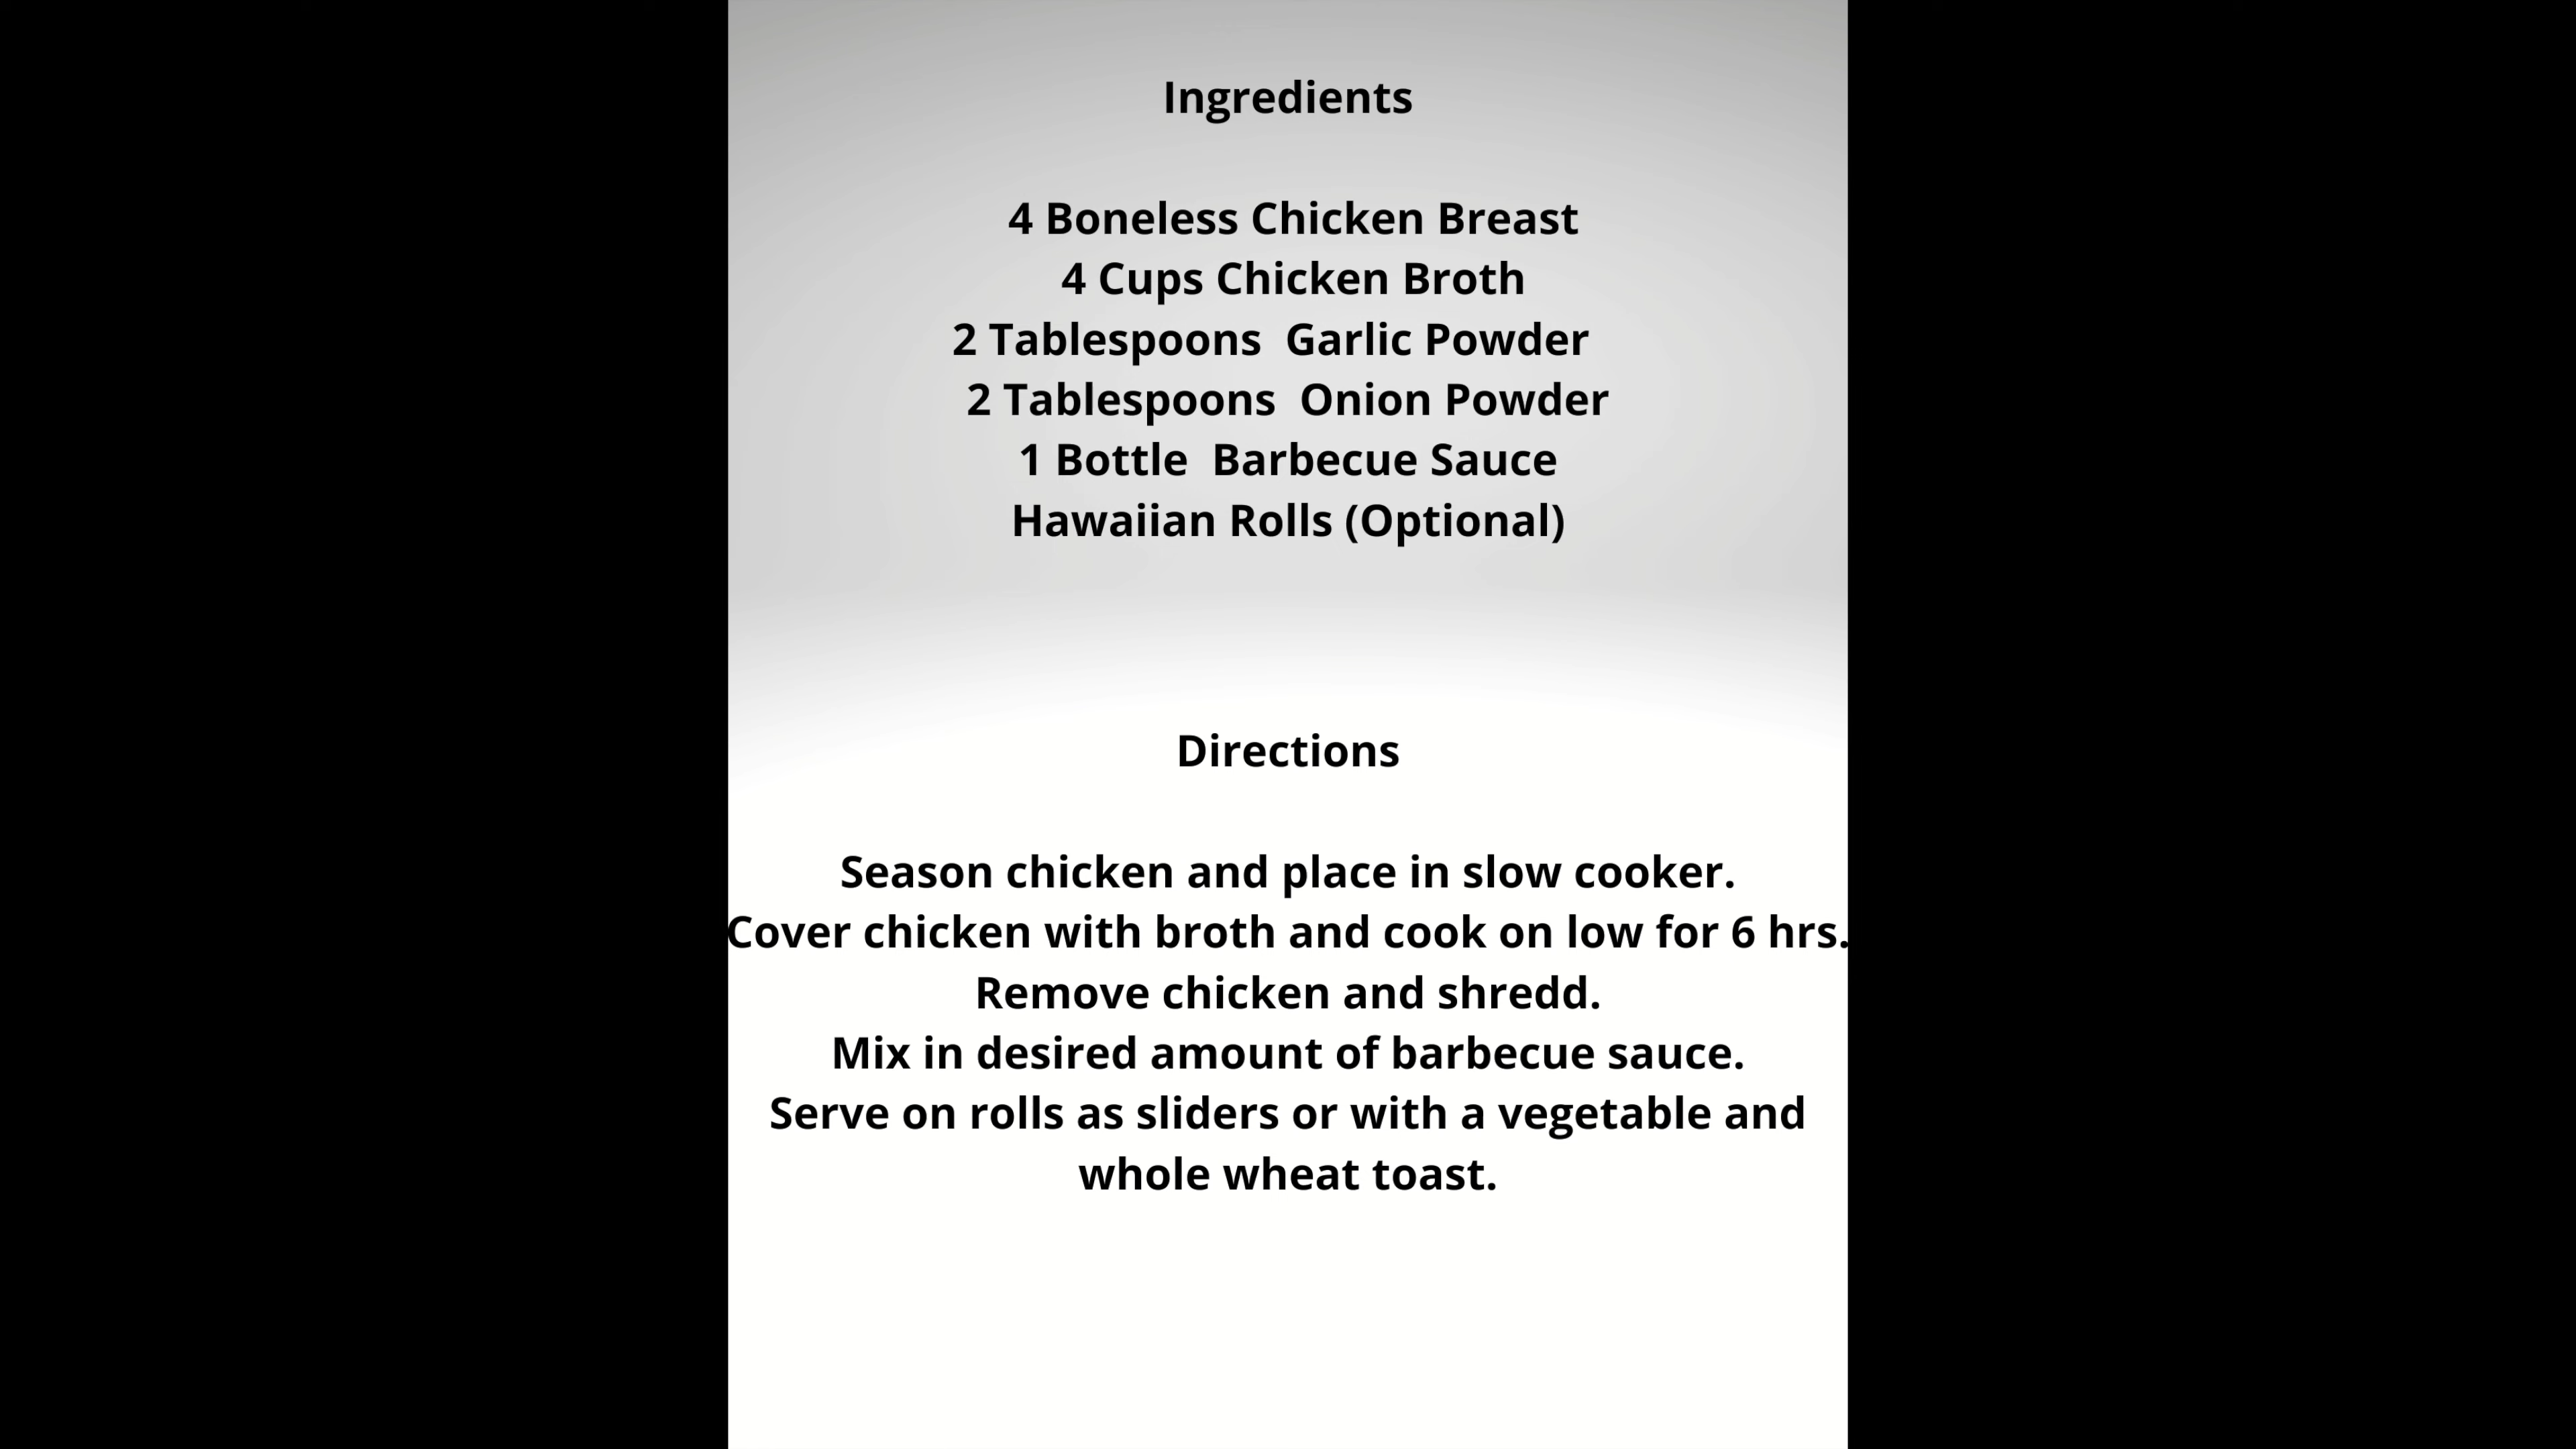 Ingredients
4 Boneless Chicken Breast
4 Cups Chicken Broth
2 Tablespoons  Garlic Powder
2 Tablespoons  Onion Powder
1 Bottle  Barbecue Sauce
Hawaiian Rolls (Optional)
Directions
Season chicken and place in slow cooker.
Cover chicken with broth and cook on low for 6 hrs.
Remove chicken and shredd.
Mix in desired amount of barbecue sauce.
Serve on rolls as sliders or with a vegetable and
whole wheat toast.